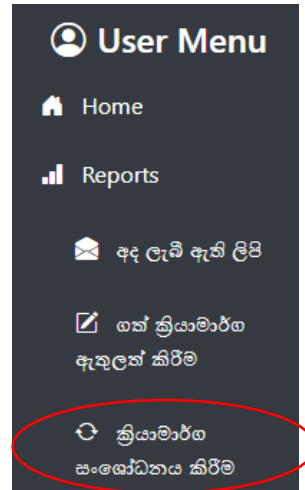 User Menu
Home
Reports
අද ලැබී ඇති ලිපි
ගත් ක්‍රියාමාර්ග
ඇතුලත් කිරීම
ක්‍රියාමාර්ග
සංශෝධනය කිරීම